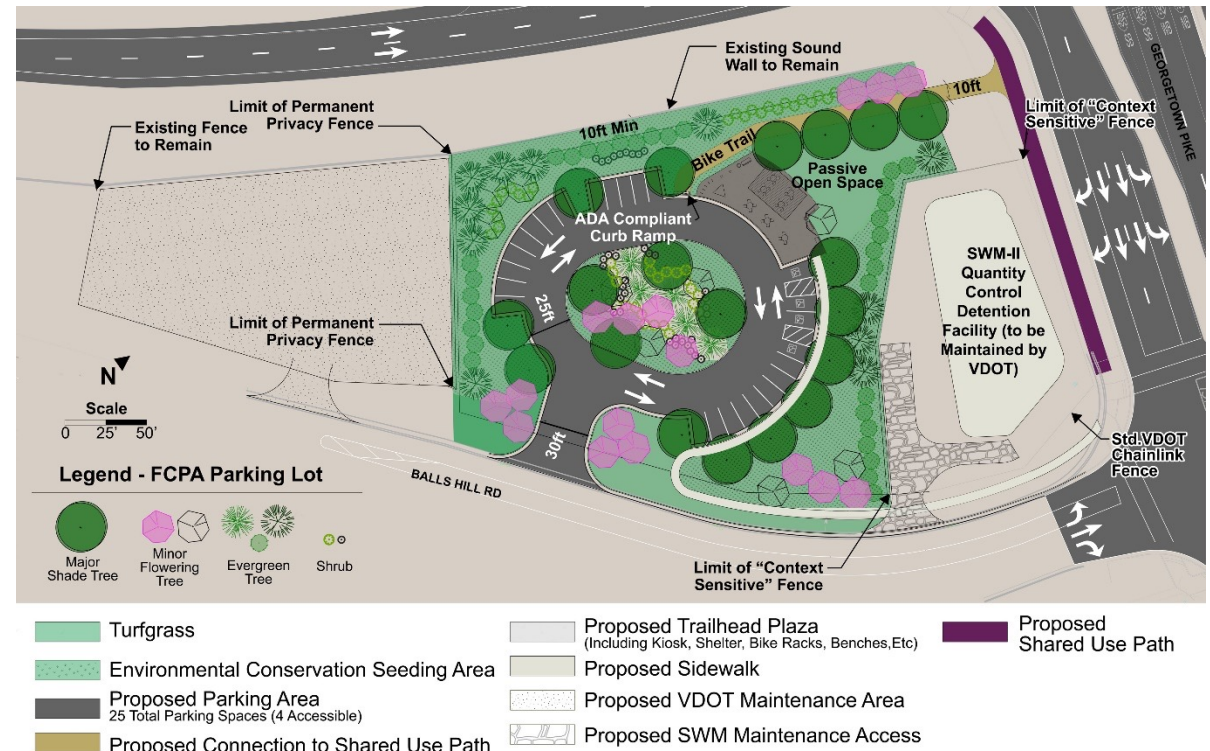 Existing Sound
Wall to Remain
Limit of Permanent
Privacy Fence
Existing Fence
to Remain
10ft Min
10ft
GEORGETOWN PIKE
Limit of “Context
Sensitive” Fence
Bike Trail
Passive
Open Space
ADA Compliant
Curb Ramp
25ft
Limit of Permanent
Privacy Fence
SWM-II
Quantity
Control
Detention
Facility (to be
Maintained by
VDOT)
N
Scale
0 25' 50'
30ft
BALLS HILL RD
Std.VDOT
Chainlink
Fence
Limit of “Context
Sensitive” Fence
Legend - FCPA Parking Lot
Major
Shade Tree
Minor
Flowering
Tree
Evergreen
Tree
Shrub
Turfgrass
Environmental Conservation Seeding Area
Proposed Parking Area
25 Total Parking Spaces (4 Accessible)
Proposed Connection to Shared Use Path
Proposed Trailhead Plaza
(Including Kiosk, Shelter, Bike Racks, Benches,Etc)
Proposed Sidewalk
Proposed VDOT Maintenance Area
Proposed SWM Maintenance Access
Proposed
Shared Use Path